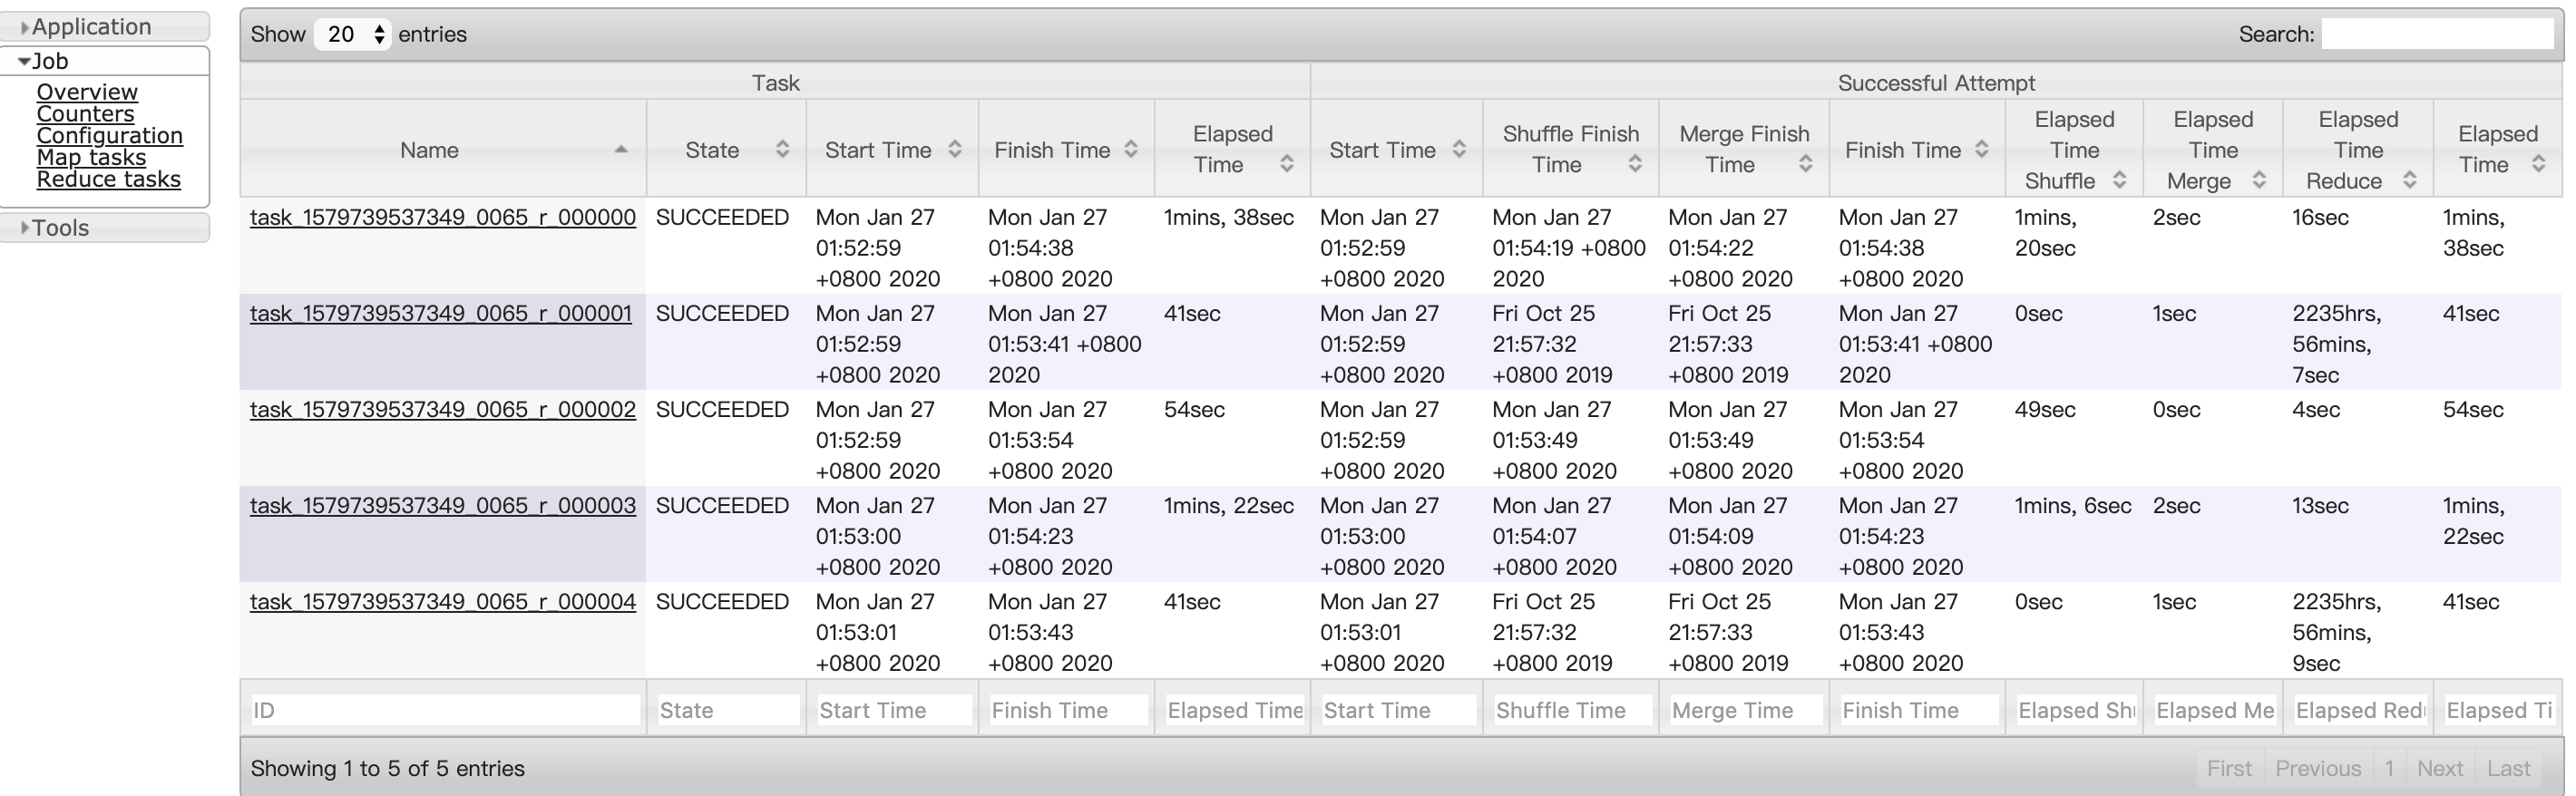 Application
Job
Overview
Counters
Configuration
Map tasks
Reduce tasks
Tools
Show 20 entries Search:
Task Successful Attempt
Name State Start Time Finish Time Elapsed Time Start Time Shuffle Finish Time Merge Finish Time Finish Time Elapsed Time Shuffle Elapsed Time Merge Elapsed Time Reduce Elapsed Time
task_1579739537349_0065_r_000000 SUCCEEDED Mon Jan 27 01:52:59 +0800 2020 Mon Jan 27 01:54:38 +0800 2020 1mins, 38sec Mon Jan 27 01:52:59 +0800 2020 Mon Jan 27 01:54:19 +0800 2020 Mon Jan 27 01:54:22 +0800 2020 Mon Jan 27 01:54:38 +0800 2020 1mins, 20sec 2sec 16sec 1mins, 38sec
task_1579739537349_0065_r_000001 SUCCEEDED Mon Jan 27 01:52:59 +0800 2020 Mon Jan 27 01:53:41 +0800 2020 41sec Mon Jan 27 01:52:59 +0800 2020 Fri Oct 25 21:57:32 +0800 2019 Fri Oct 25 21:57:33 +0800 2019 Mon Jan 27 01:53:41 +0800 2020 0sec 1sec 2235hrs, 56mins, 7sec 41sec
task_1579739537349_0065_r_000002 SUCCEEDED Mon Jan 27 01:52:59 +0800 2020 Mon Jan 27 01:53:54 +0800 2020 54sec Mon Jan 27 01:52:59 +0800 2020 Mon Jan 27 01:53:49 +0800 2020 Mon Jan 27 01:53:49 +0800 2020 Mon Jan 27 01:53:54 +0800 2020 49sec 0sec 4sec 54sec
task_1579739537349_0065_r_000003 SUCCEEDED Mon Jan 27 01:53:00 +0800 2020 Mon Jan 27 01:54:23 +0800 2020 1mins, 22sec Mon Jan 27 01:53:00 +0800 2020 Mon Jan 27 01:54:07 +0800 2020 Mon Jan 27 01:54:09 +0800 2020 Mon Jan 27 01:54:23 +0800 2020 1mins, 6sec 2sec 13sec 1mins, 22sec
task_1579739537349_0065_r_000004 SUCCEEDED Mon Jan 27 01:53:01 +0800 2020 Mon Jan 27 01:53:43 +0800 2020 41sec Mon Jan 27 01:53:01 +0800 2020 Fri Oct 25 21:57:32 +0800 2019 Fri Oct 25 21:57:33 +0800 2019 Mon Jan 27 01:53:43 +0800 2020 0sec 1sec 2235hrs, 56mins, 9sec 41sec
ID State Start Time Finish Time Elapsed Time Start Time Shuffle Time Merge Time Finish Time Elapsed Sh Elapsed Me Elapsed Red Elapsed Ti
Showing 1 to 5 of 5 entries First Previous 1 Next Last